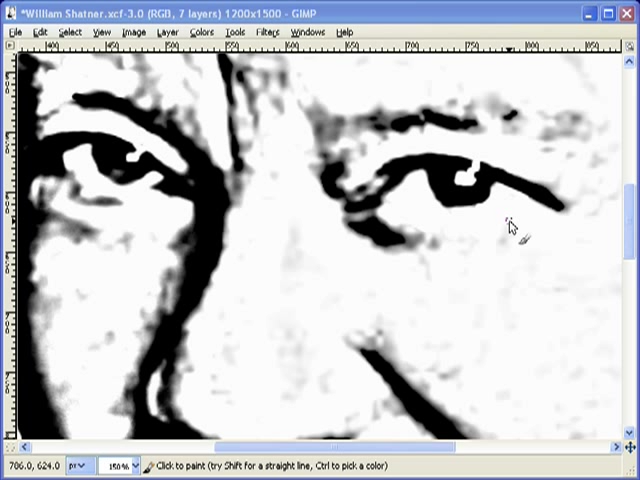 *William Shatner.xcf-3.0 (RGB, 7 layers) 1200x1500 – GIMP
File Edit Select View Image Layer Colors Tools Filters Windows Help
706.0, 624.0 pt 150% Click to paint (try Shift for a straight line, Ctrl to pick a color)